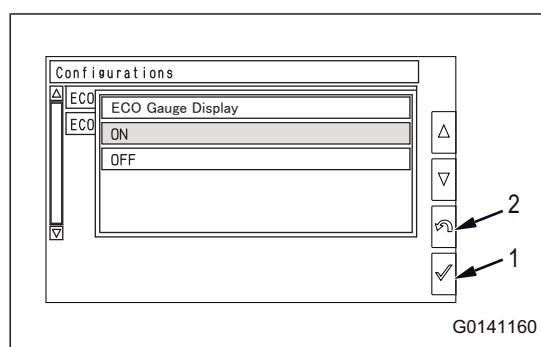 Configurations
ECO
ECO
ECO Gauge Display
ON
OFF
2
1
G0141160